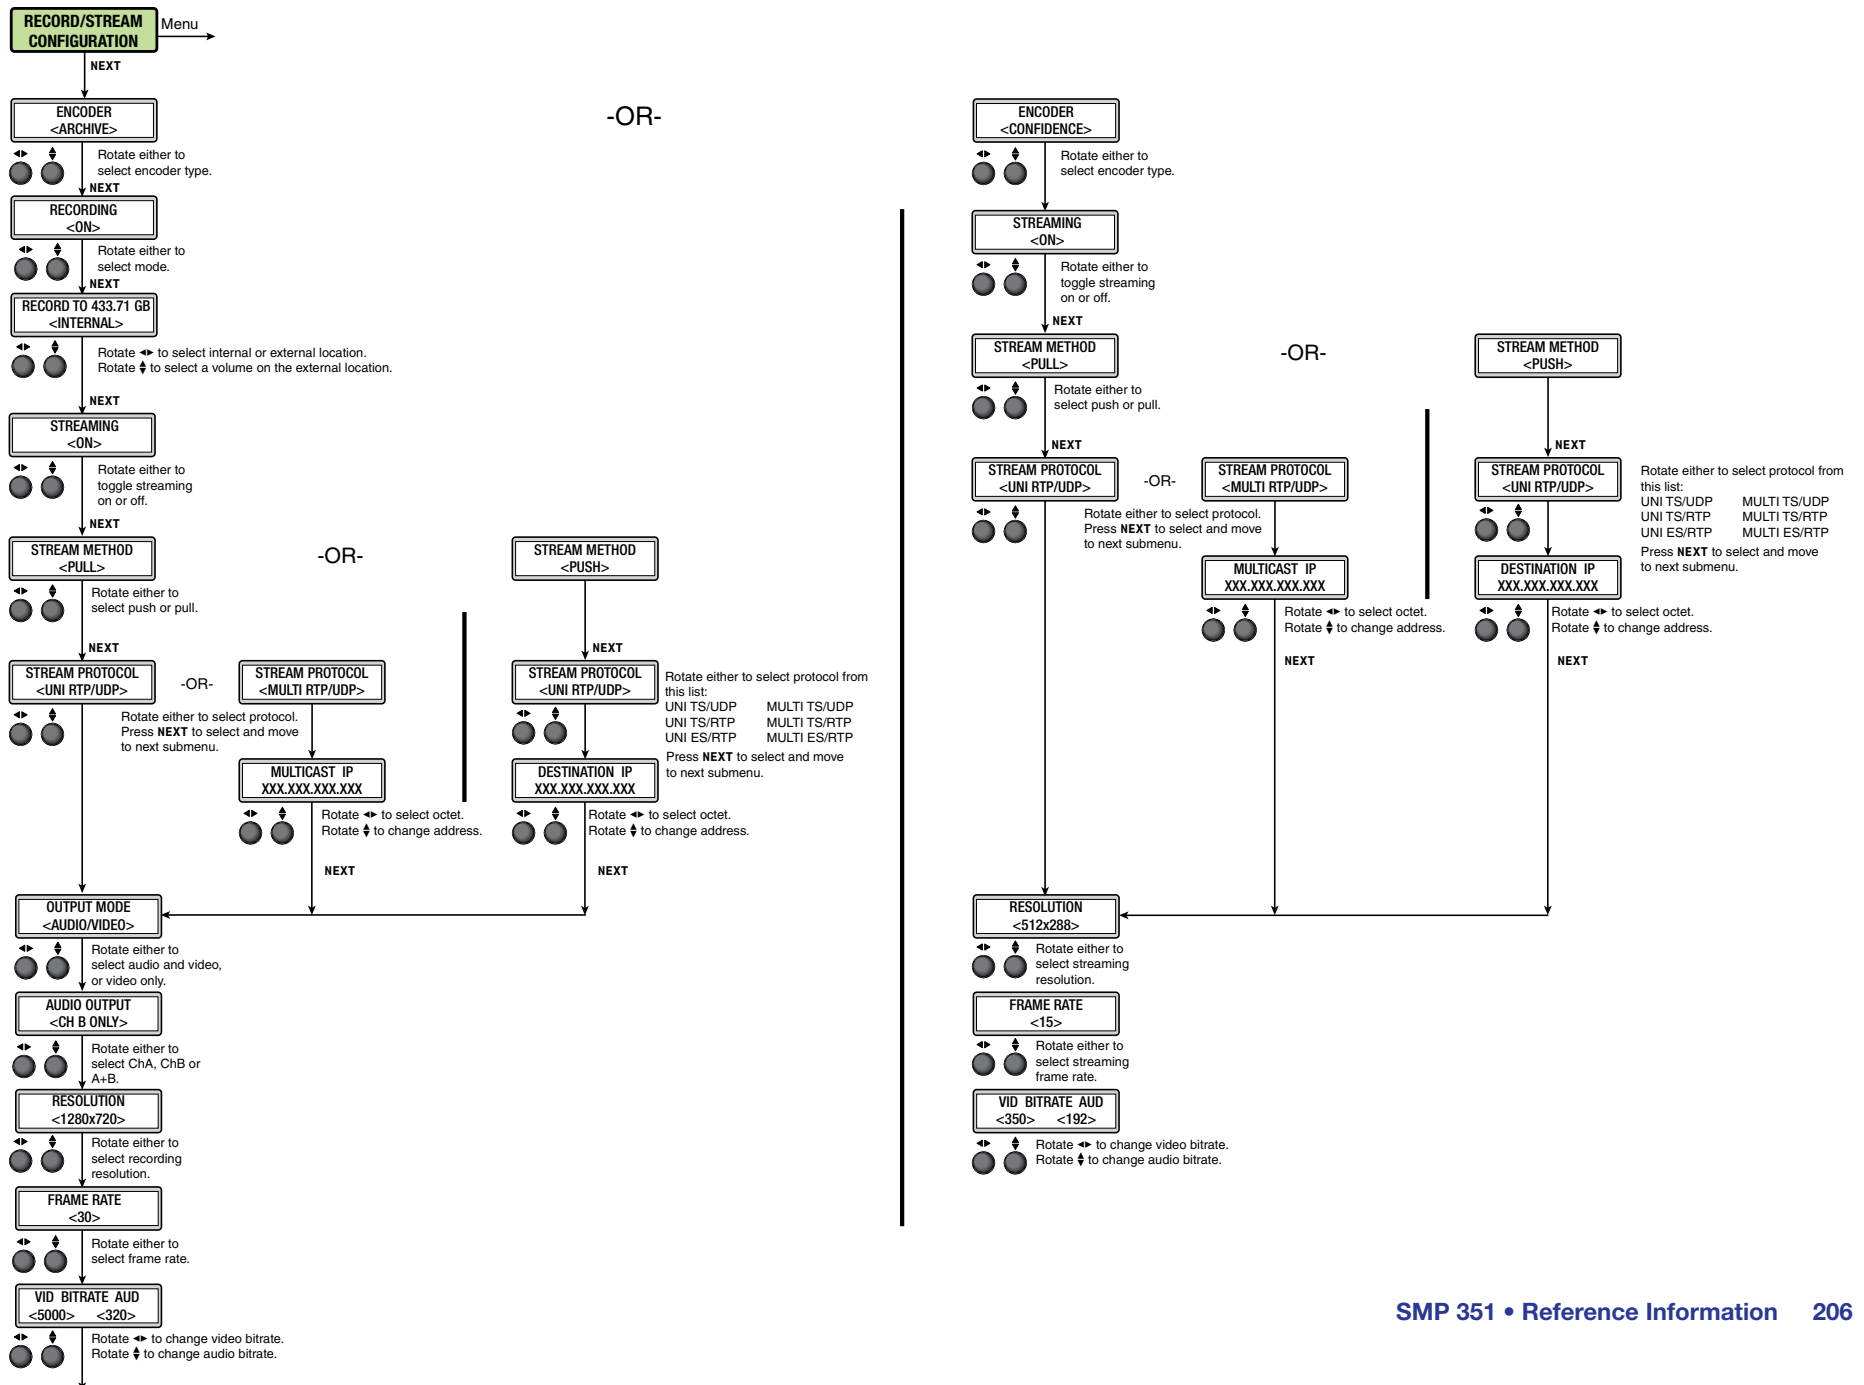 RECORD/STREAM
CONFIGURATION
Menu
NEXT
ENCODER
<ARCHIVE>
Rotate either to
select encoder type.
NEXT
RECORDING
<ON>
Rotate either to
select mode.
NEXT
RECORD TO 433.71 GB
<INTERNAL>
Rotate ◂▸ to select internal or external location.
Rotate ▴▾ to select a volume on the external location.
NEXT
STREAMING
<ON>
Rotate either to
toggle streaming
on or off.
NEXT
STREAM METHOD
<PULL>
Rotate either to
select push or pull.
NEXT
STREAM PROTOCOL
<UNI RTP/UDP>
-OR-
STREAM PROTOCOL
<MULTI RTP/UDP>
Rotate either to select protocol.
Press NEXT to select and move
to next submenu.
MULTICAST IP
XXX.XXX.XXX.XXX
Rotate ◂▸ to select octet.
Rotate ▴▾ to change address.
NEXT
-OR-
STREAM METHOD
<PUSH>
NEXT
STREAM PROTOCOL
<UNI RTP/UDP>
Rotate either to select protocol from
this list:
UNI TS/UDP MULTI TS/UDP
UNI TS/RTP MULTI TS/RTP
UNI ES/RTP MULTI ES/RTP
Press NEXT to select and move
to next submenu.
DESTINATION IP
XXX.XXX.XXX.XXX
Rotate ◂▸ to select octet.
Rotate ▴▾ to change address.
NEXT
OUTPUT MODE
<AUDIO/VIDEO>
Rotate either to
select audio and video,
or video only.
AUDIO OUTPUT
<CH B ONLY>
Rotate either to
select ChA, ChB or
A+B.
RESOLUTION
<1280x720>
Rotate either to
select recording
resolution.
FRAME RATE
<30>
Rotate either to
select frame rate.
VID BITRATE AUD
<5000> <320>
Rotate ◂▸ to change video bitrate.
Rotate ▴▾ to change audio bitrate.
-OR-
ENCODER
<CONFIDENCE>
Rotate either to
select encoder type.
STREAMING
<ON>
Rotate either to
toggle streaming
on or off.
NEXT
STREAM METHOD
<PULL>
Rotate either to
select push or pull.
NEXT
STREAM PROTOCOL
<UNI RTP/UDP>
-OR-
STREAM PROTOCOL
<MULTI RTP/UDP>
Rotate either to select protocol.
Press NEXT to select and move
to next submenu.
MULTICAST IP
XXX.XXX.XXX.XXX
Rotate ◂▸ to select octet.
Rotate ▴▾ to change address.
NEXT
-OR-
STREAM METHOD
<PUSH>
NEXT
STREAM PROTOCOL
<UNI RTP/UDP>
Rotate either to select protocol from
this list:
UNI TS/UDP MULTI TS/UDP
UNI TS/RTP MULTI TS/RTP
UNI ES/RTP MULTI ES/RTP
Press NEXT to select and move
to next submenu.
DESTINATION IP
XXX.XXX.XXX.XXX
Rotate ◂▸ to select octet.
Rotate ▴▾ to change address.
NEXT
RESOLUTION
<512x288>
Rotate either to
select streaming
resolution.
FRAME RATE
<15>
Rotate either to
select streaming
frame rate.
VID BITRATE AUD
<350> <192>
Rotate ◂▸ to change video bitrate.
Rotate ▴▾ to change audio bitrate.
SMP 351 • Reference Information 206